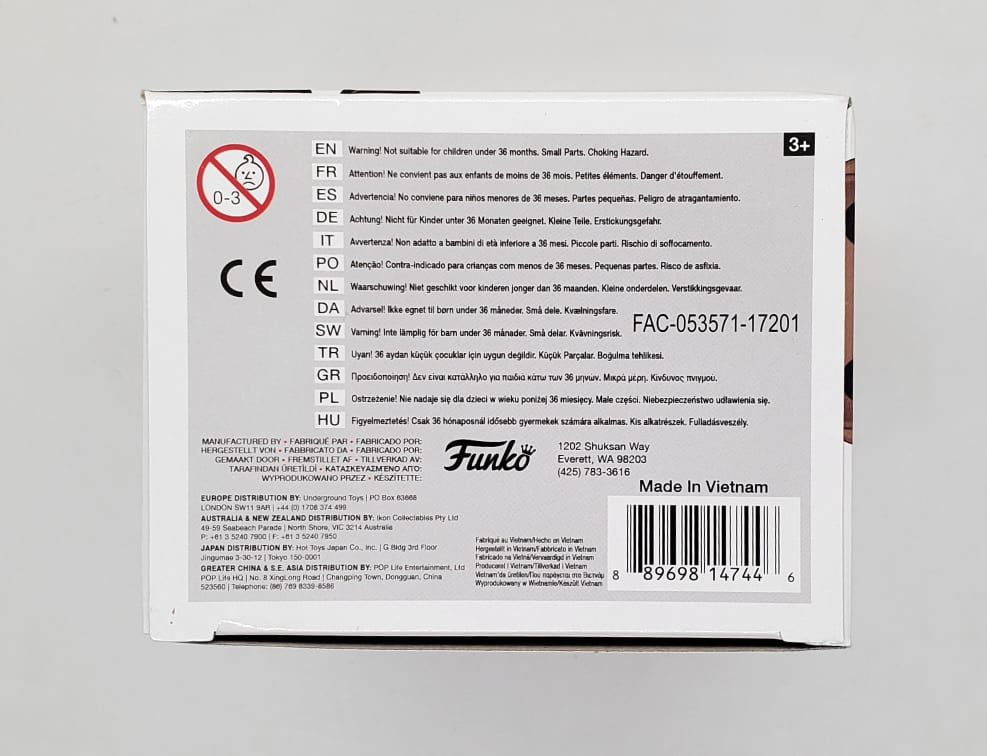 3+
0-3
EN Warning! Not suitable for children under 36 months. Small Parts. Choking Hazard.
FR Attention! Ne convient pas aux enfants de moins de 36 mois. Petites éléments. Danger d'étouffement.
ES Advertencia! No conviene para niños menores de 36 meses. Partes pequeñas. Peligro de atragantamiento.
DE Achtung! Nicht für Kinder unter 36 Monaten geeignet. Kleine Teile. Erstickungsgefahr.
IT Avvertenza! Non adatto a bambini di età inferiore a 36 mesi. Piccole parti. Rischio di soffocamento.
PO Atenção! Contra-indicado para crianças com menos de 36 meses. Pequenas partes. Risco de asfixia.
NL Waarschuwing! Niet geschikt voor kinderen jonger dan 36 maanden. Kleine onderdelen. Verstikkingsgevaar.
DA Advarsel! Ikke egnet til børn under 36 måneder. Små dele. Kvælningsfare.
SW Varning! Inte lämplig för barn under 36 månader. Små delar. Kvävningsrisk.
TR Uyarı! 36 aydan küçük çocuklar için uygun değildir. Küçük Parçalar. Boğulma tehlikesi.
GR Προειδοποίηση! Δεν είναι κατάλληλο για παιδιά κάτω των 36 μηνών. Μικρά μέρη. Κίνδυνος πνιγμού.
PL Ostrzeżenie! Nie nadaje się dla dzieci w wieku poniżej 36 miesięcy. Małe części. Niebezpieczeństwo udławienia się.
HU Figyelmeztetés! Csak 36 hónaposnál idősebb gyermekek számára alkalmas. Kis alkatrészek. Fulladásveszély.
CE
FAC-053571-17201
MANUFACTURED BY • FABRIQUÉ PAR • FABRICADO POR:
HERGESTELLT VON • FABBRICATO DA • FABRICADO POR:
GEMAAKT DOOR • FREMSTILLET AF • TILLVERKAD AV:
TARAFINDAN ÜRETİLDİ • ΚΑΤΑΣΚΕΥΑΣΜΕΝΟ ΑΠΟ:
WYPRODUKOWANO PRZEZ • KÉSZÍTETTE:
Funko
1202 Shuksan Way
Everett, WA 98203
(425) 783-3616
Made In Vietnam
EUROPE DISTRIBUTION BY: Underground Toys | PO Box 63668
LONDON SW11 9AR | +44 (0) 1708 374 499
AUSTRALIA & NEW ZEALAND DISTRIBUTION BY: Ikon Collectables Pty Ltd
49-59 Seabeach Parade | North Shore, VIC 3214 Australia
P: +61 3 5240 7900 | F: +61 3 5240 7950
JAPAN DISTRIBUTION BY: Hot Toys Japan Co., Inc. | G Bldg 3rd Floor
Jingumae 3-30-12 | Tokyo 150-0001
GREATER CHINA & S.E. ASIA DISTRIBUTION BY: POP Life Entertainment, Ltd
POP Life HQ | No. 8 XingLong Road | Changping Town, Dongguan, China
523560 | Telephone: (86) 769 8339-8586
Fabriqué au Vietnam/Hecho en Vietnam
Hergestellt in Vietnam/Fabbricato in Vietnam
Fabricado na Vietnã/Vervaardigd in Vietnam
Produceret i Vietnam/Tillverkad i Vietnam
Vietnam'da üretilen/Που παράγεται στο Βιετνάμ
Wyprodukowany w Wietnamie/Készült Vietnam
8 89698 14744 6